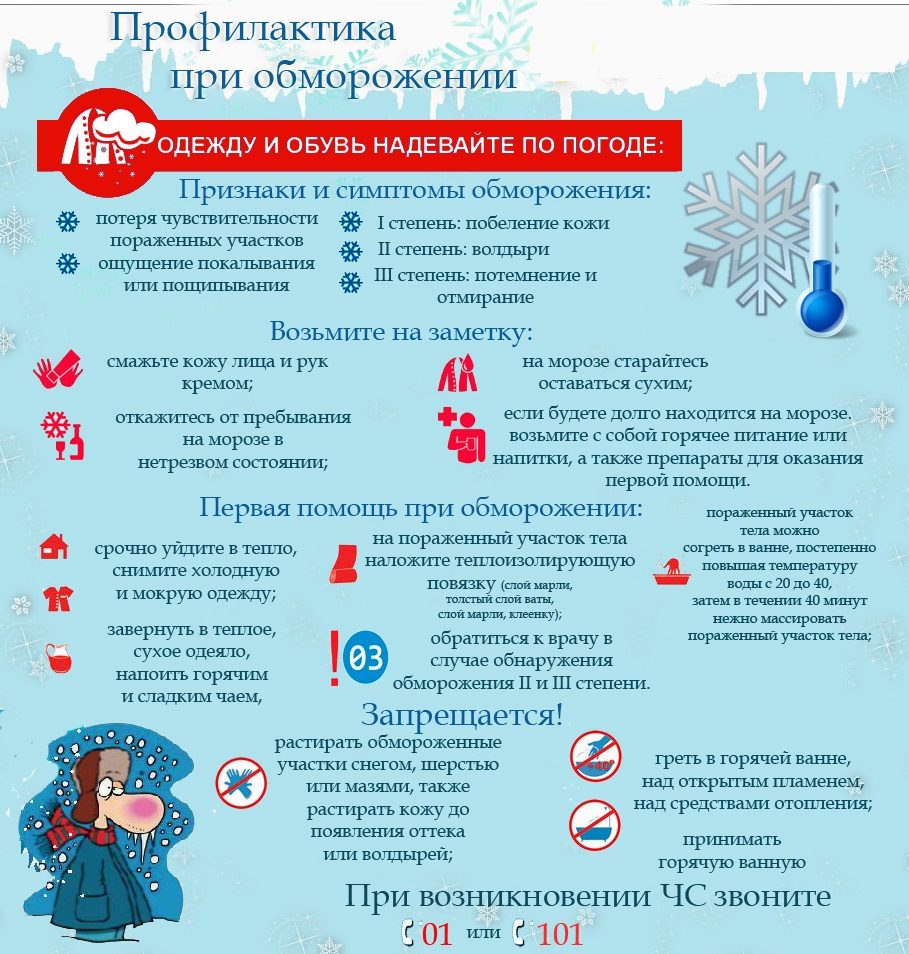 Профилактика
при обморожении
ОДЕЖДУ И ОБУВЬ НАДЕВАЙТЕ ПО ПОГОДЕ:
Признаки и симптомы обморожения:
потеря чувствительности
пораженных участков
ощущение покалывания
или пощипывания
I степень: побеление кожи
II степень: волдыри
III степень: потемнение и
отмирание
Возьмите на заметку:
смажьте кожу лица и рук
кремом;
откажитесь от пребывания
на морозе в
нетрезвом состоянии;
на морозе старайтесь
оставаться сухим;
если будете долго находится на морозе.
возьмите с собой горячее питание или
напитки, а также препараты для оказания
первой помощи.
Первая помощь при обморожении:
срочно уйдите в тепло,
снимите холодную
и мокрую одежду;
завернуть в теплое,
сухое одеяло,
напоить горячим
и сладким чаем,
на пораженный участок тела
наложите теплоизолирующую
повязку (слой марли,
толстый слой ваты,
слой марли, клеенку);
03
обратиться к врачу в
случае обнаружения
обморожения II и III степени.
пораженный участок
тела можно
согреть в ванне, постепенно
повышая температуру
воды с 20 до 40,
затем в течении 40 минут
нежно массировать
пораженный участок тела;
Запрещается!
растирать обмороженные
участки снегом, шерстью
или мазями, также
растирать кожу до
появления оттека
или волдырей;
+40°
греть в горячей ванне,
над открытым пламенем,
над средствами отопления;
принимать
горячую ванную
При возникновении ЧС звоните
01 или 101